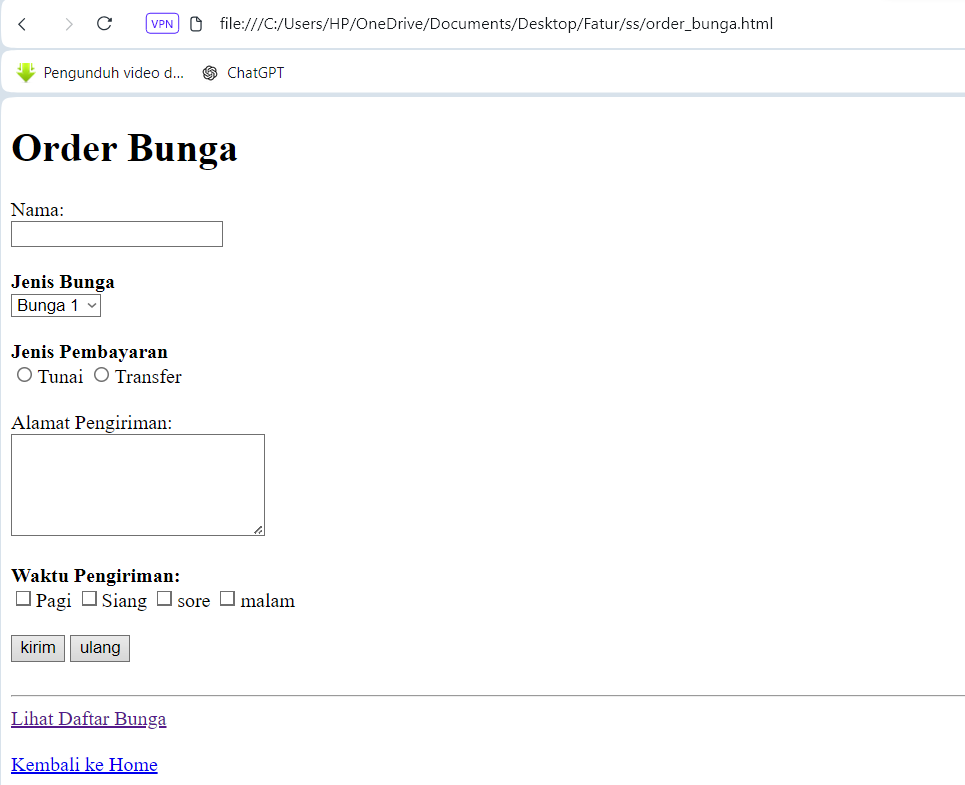 VPN file:///C:/Users/HP/OneDrive/Documents/Desktop/Fatur/ss/order_bunga.html
Pengunduh video d... ChatGPT
Order Bunga
Nama:
Jenis Bunga
Bunga 1
Jenis Pembayaran
Tunai Transfer
Alamat Pengiriman:
Waktu Pengiriman:
Pagi Siang sore malam
kirim ulang
Lihat Daftar Bunga
Kembali ke Home